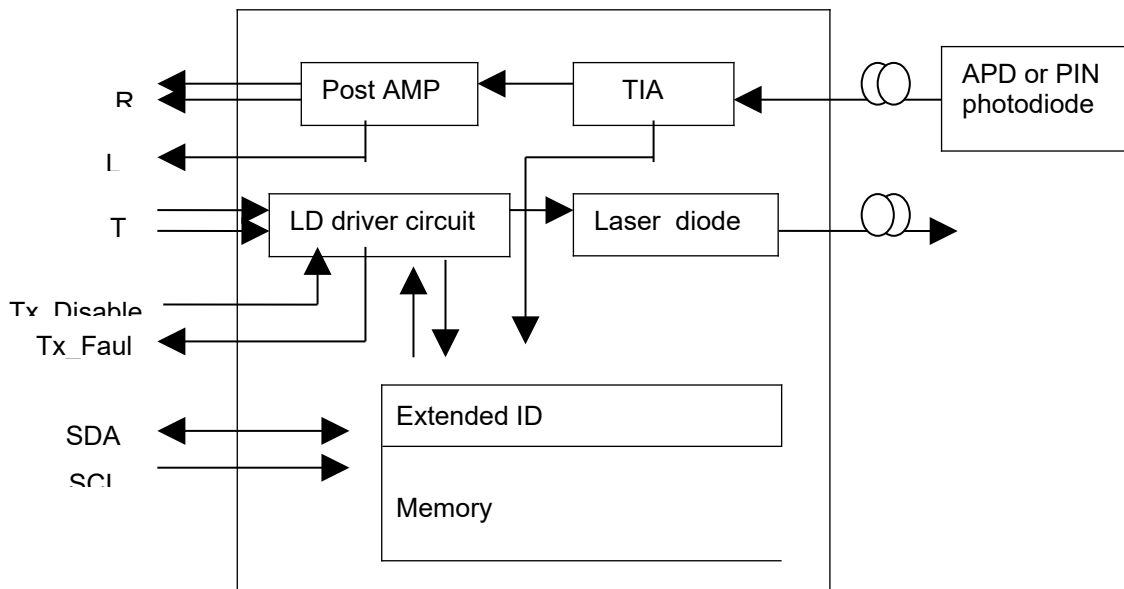 Post AMP
TIA
APD or PIN
photodiode
R
L
T
LD driver circuit
Laser diode
Tx_Disable
Tx_Faul
Extended ID
SDA
SCL
Memory